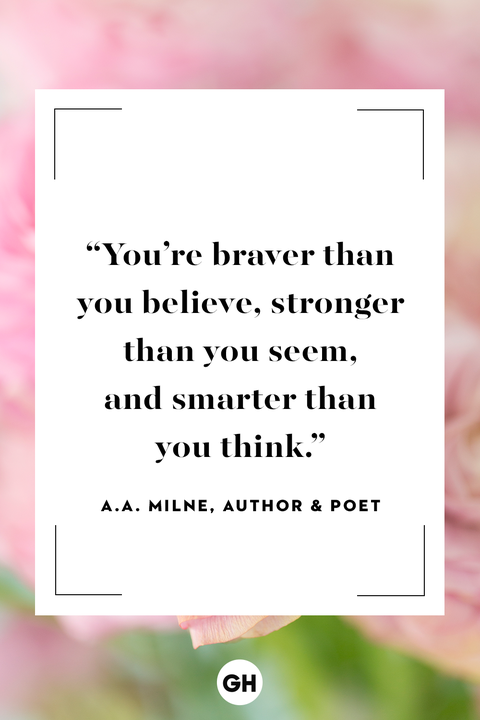 “You’re braver than
you believe, stronger
than you seem,
and smarter than
you think.”
A.A. MILNE, AUTHOR & POET
GH